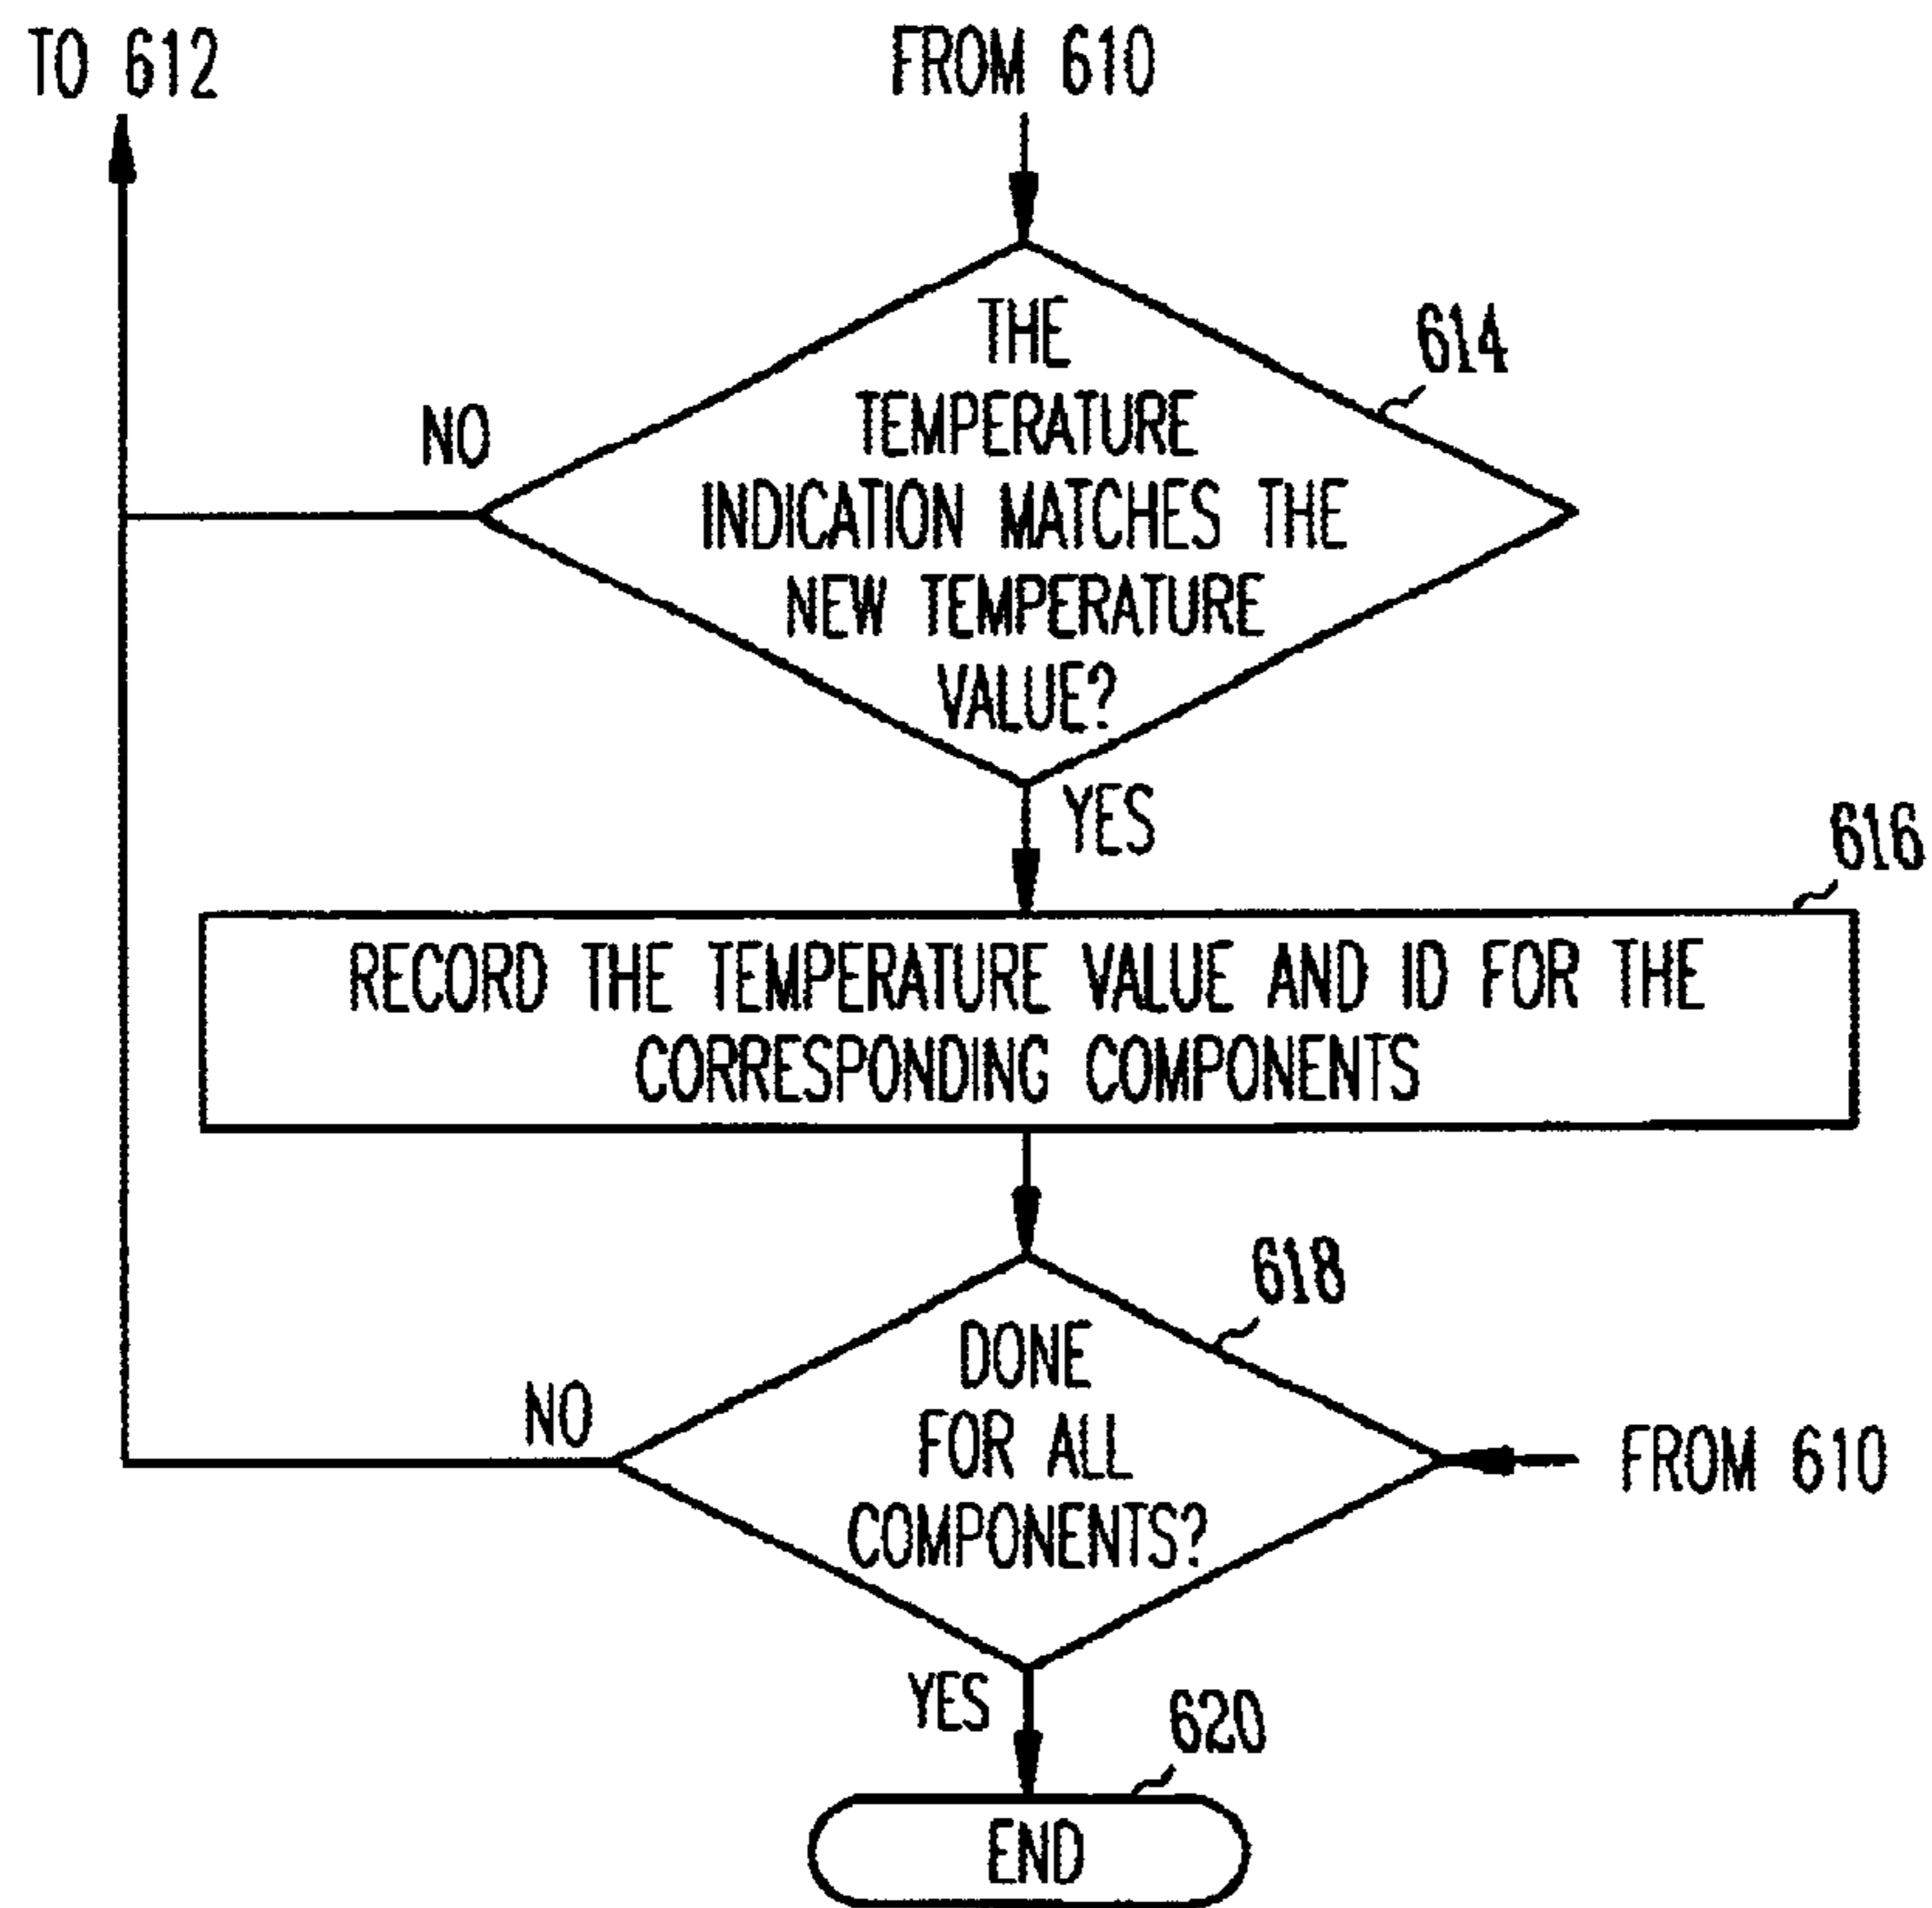 TO 612
FROM 610
THE
TEMPERATURE
INDICATION MATCHES THE
NEW TEMPERATURE
VALUE?
614
NO
YES
616
RECORD THE TEMPERATURE VALUE AND ID FOR THE
CORRESPONDING COMPONENTS
618
DONE
FOR ALL
COMPONENTS?
NO
FROM 610
YES
620
END